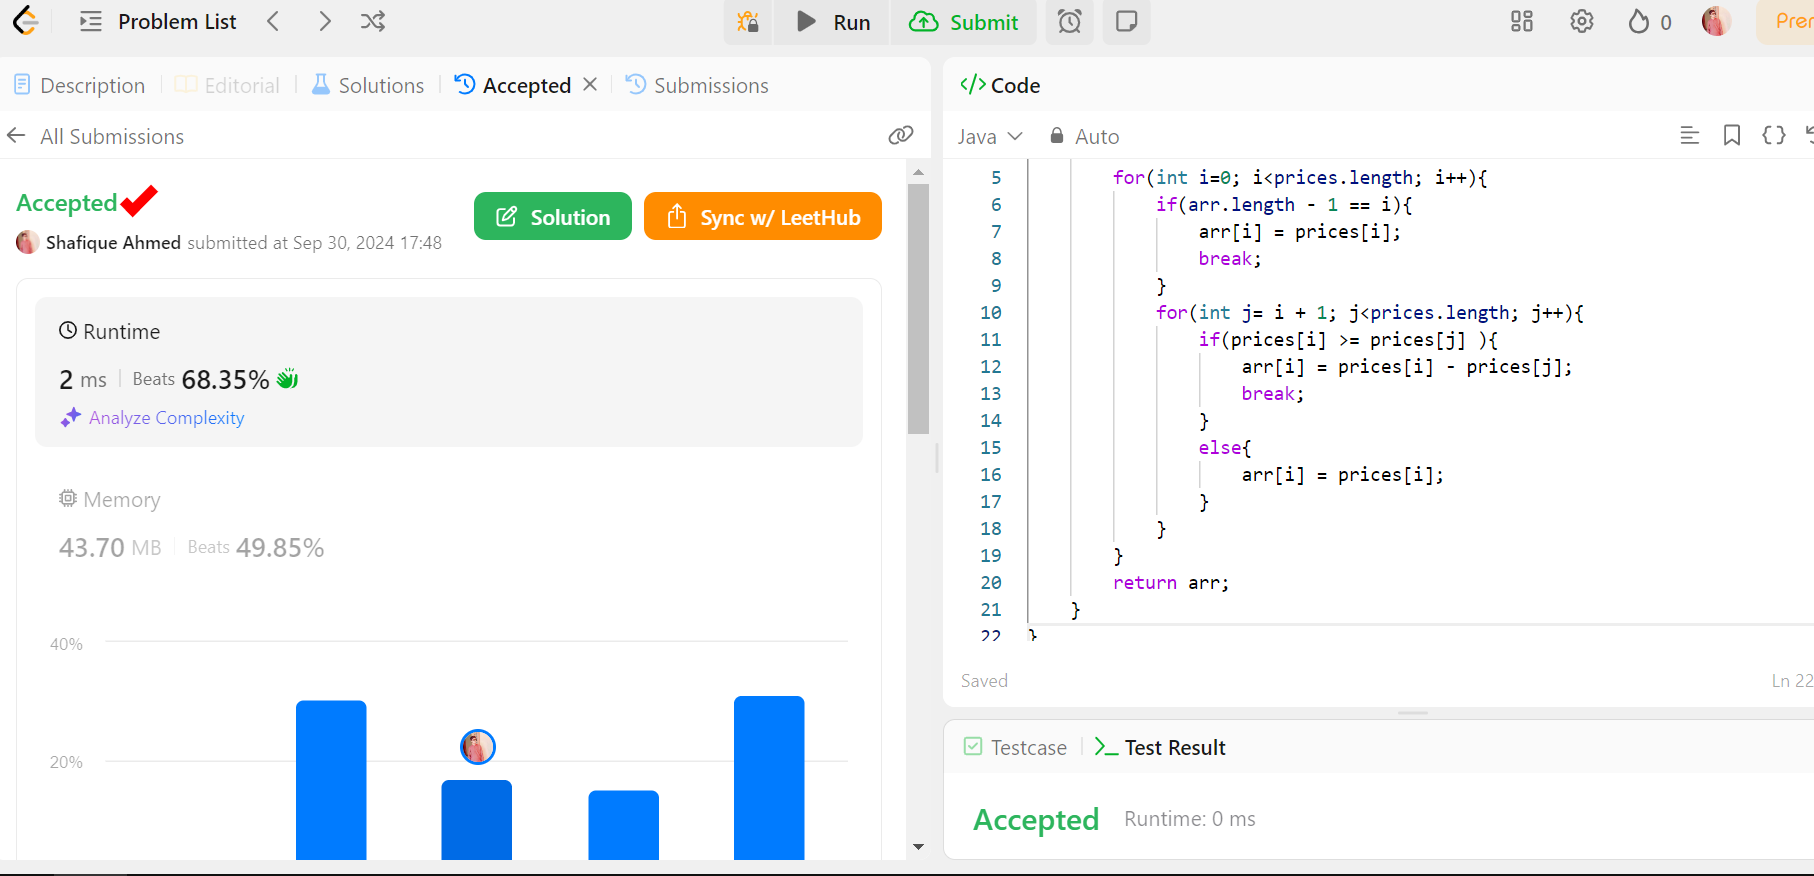 Problem List
Run
Submit
0
Description
Editorial
Solutions
Accepted
Submissions
All Submissions
Accepted
Solution
Sync w/ LeetHub
Shafique Ahmed submitted at Sep 30, 2024 17:48
Runtime
2 ms Beats 68.35%
Analyze Complexity
Memory
43.70 MB Beats 49.85%
40%
20%
</> Code
Java
Auto
5 for(int i=0; i<prices.length; i++){
6 if(arr.length - 1 == i){
7 arr[i] = prices[i];
8 break;
9 }
10 for(int j= i + 1; j<prices.length; j++){
11 if(prices[i] >= prices[j] ){
12 arr[i] = prices[i] - prices[j];
13 break;
14 }
15 else{
16 arr[i] = prices[i];
17 }
18 }
19 }
20 return arr;
21 }
22 }
Saved
Ln 22
Testcase
Test Result
Accepted Runtime: 0 ms